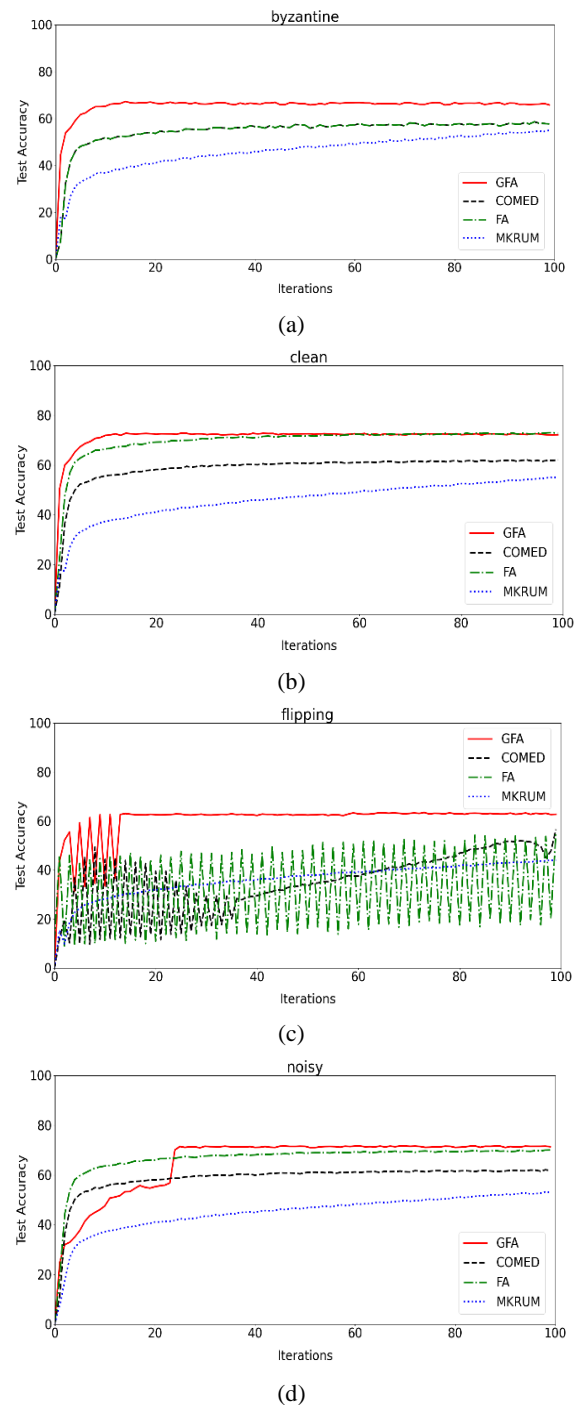 byzantine
100
80
60
40
20
0
Test Accuracy
GFA
COMED
FA
MKRUM
0 20 40 60 80 100
Iterations
(a)
clean
100
80
60
40
20
0
Test Accuracy
GFA
COMED
FA
MKRUM
0 20 40 60 80 100
Iterations
(b)
flipping
100
80
60
40
20
0
Test Accuracy
GFA
COMED
FA
MKRUM
0 20 40 60 80 100
Iterations
(c)
noisy
100
80
60
40
20
0
Test Accuracy
GFA
COMED
FA
MKRUM
0 20 40 60 80 100
Iterations
(d)